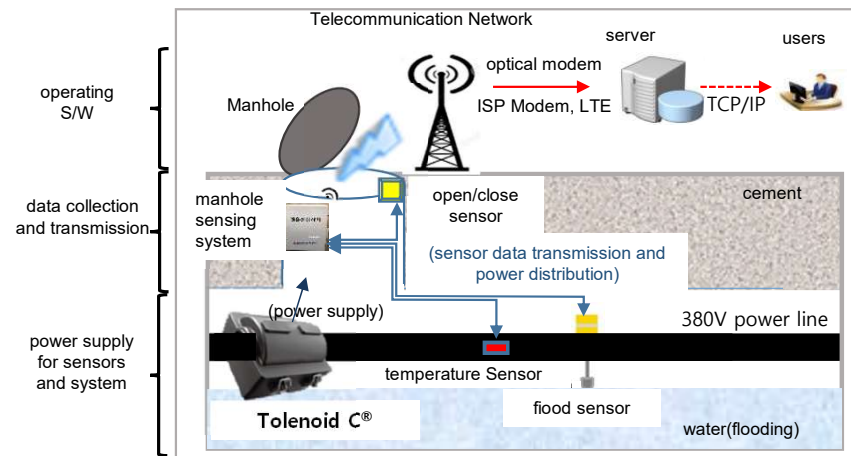 Telecommunication Network
server
users
optical modem
operating
S/W
Manhole
ISP Modem, LTE
TCP/IP
manhole
sensing
system
open/close
sensor
cement
data collection
and transmission
(sensor data transmission and
power distribution)
(power supply)
380V power line
power supply
for sensors
and system
temperature Sensor
flood sensor
Tolenoid C®
water(flooding)